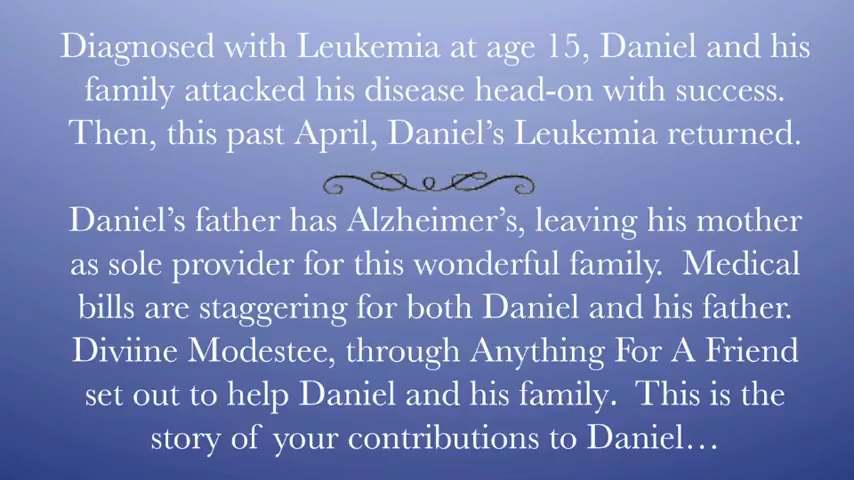 Diagnosed with Leukemia at age 15, Daniel and his
family attacked his disease head-on with success.
Then, this past April, Daniel’s Leukemia returned.
Daniel’s father has Alzheimer’s, leaving his mother
as sole provider for this wonderful family.  Medical
bills are staggering for both Daniel and his father.
Diviine Modestee, through Anything For A Friend
set out to help Daniel and his family.  This is the
story of your contributions to Daniel…